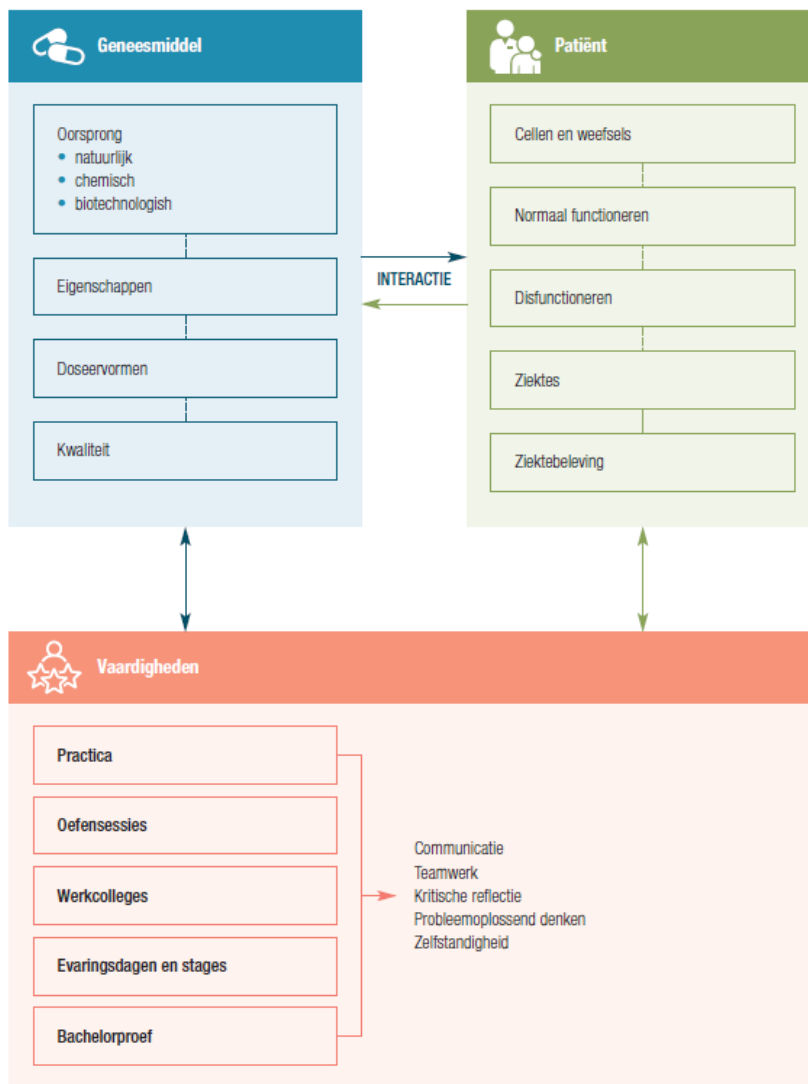 Geneesmiddel
Oorsprong
• natuurlijk
• chemisch
• biotechnologish
Eigenschappen
Doseervormen
Kwaliteit
INTERACTIE
Patiënt
Cellen en weefsels
Normaal functioneren
Disfunctioneren
Ziektes
Ziektebeleving
Vaardigheden
Practica
Oefensessies
Werkcolleges
Evaringsdagen en stages
Bachelorproef
Communicatie
Teamwerk
Kritische reflectie
Probleemoplossend denken
Zelfstandigheid